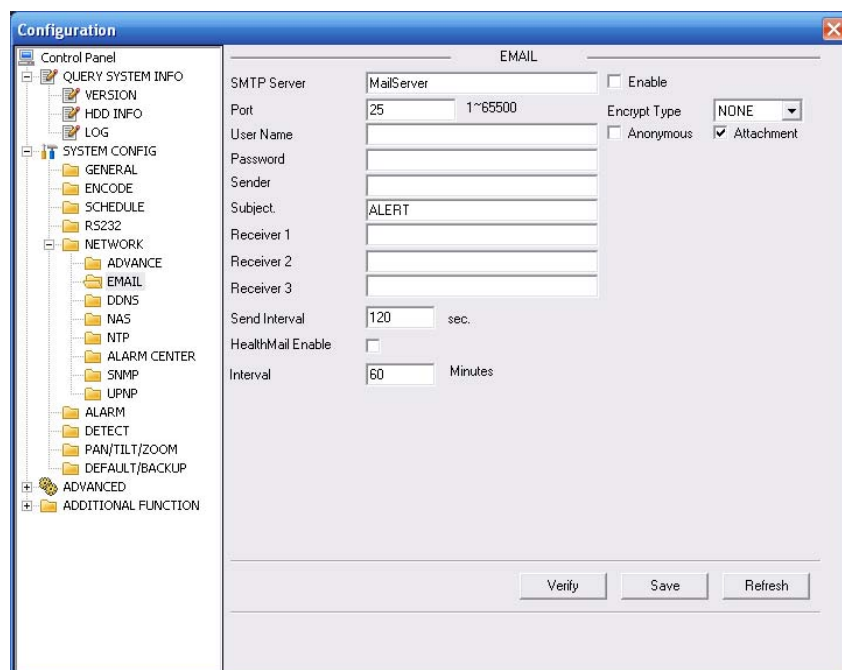 Configuration
Control Panel
QUERY SYSTEM INFO
VERSION
HDD INFO
LOG
SYSTEM CONFIG
GENERAL
ENCODE
SCHEDULE
RS232
NETWORK
ADVANCE
EMAIL
DDNS
NAS
NTP
ALARM CENTER
SNMP
UPNP
ALARM
DETECT
PAN/TILT/ZOOM
DEFAULT/BACKUP
ADVANCED
ADDITIONAL FUNCTION
EMAIL
SMTP Server MailServer Enable
Port 25 1~65500 Encrypt Type NONE
User Name Anonymous Attachment
Password
Sender
Subject. ALERT
Receiver 1
Receiver 2
Receiver 3
Send Interval 120 sec.
HealthMail Enable
Interval 60 Minutes
Verify Save Refresh